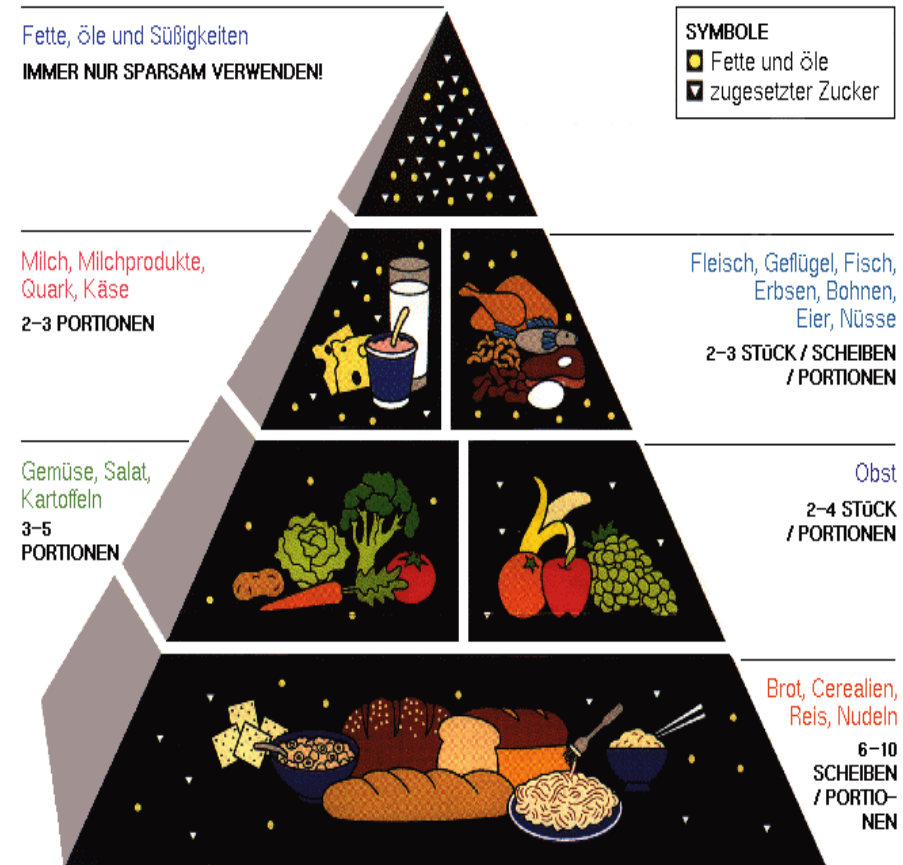 Fette, öle und Süßigkeiten
IMMER NUR SPARSAM VERWENDEN!
SYMBOLE
Fette und öle
zugesetzter Zucker
Milch, Milchprodukte,
Quark, Käse
2-3 PORTIONEN
Fleisch, Geflügel, Fisch,
Erbsen, Bohnen,
Eier, Nüsse
2-3 STüCK / SCHEIBEN
/ PORTIONEN
Gemüse, Salat,
Kartoffeln
3-5
PORTIONEN
Obst
2-4 STüCK
/ PORTIONEN
Brot, Cerealien,
Reis, Nudeln
6-10
SCHEIBEN
/ PORTIO-
NEN